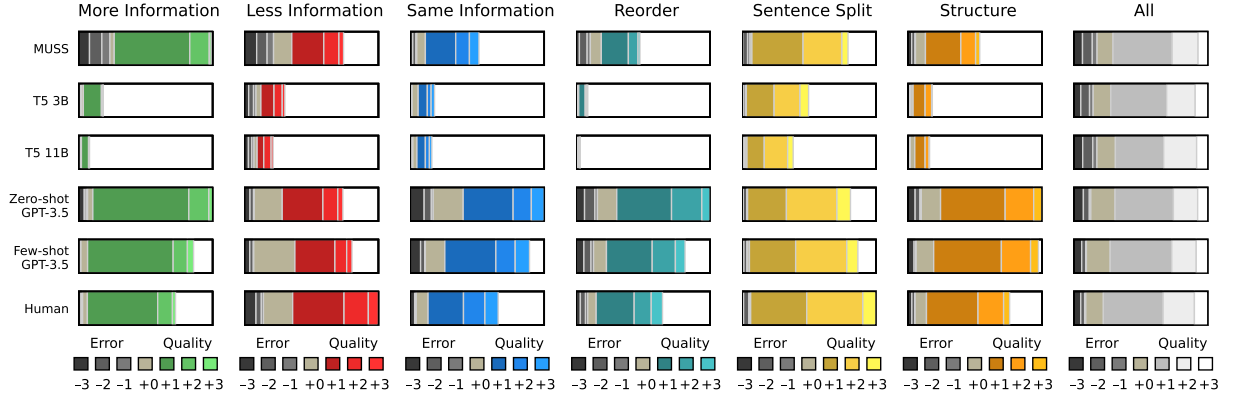 More Information Less Information Same Information Reorder Sentence Split Structure All
MUSS
T5 3B
T5 11B
Zero-shot
GPT-3.5
Few-shot
GPT-3.5
Human
Error Quality Error Quality Error Quality Error Quality Error Quality Error Quality Error Quality
−3 −2 −1 +0 +1 +2 +3 −3 −2 −1 +0 +1 +2 +3 −3 −2 −1 +0 +1 +2 +3 −3 −2 −1 +0 +1 +2 +3 −3 −2 −1 +0 +1 +2 +3 −3 −2 −1 +0 +1 +2 +3 −3 −2 −1 +0 +1 +2 +3